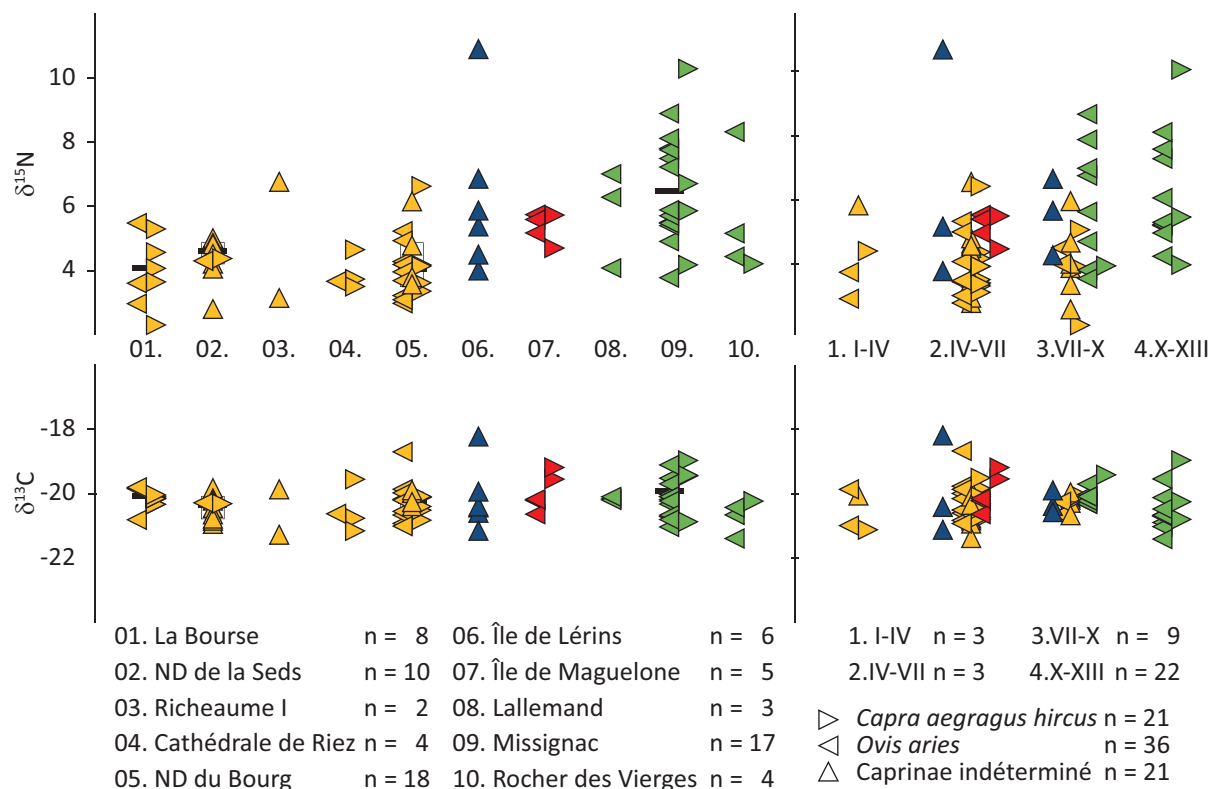 δ15N
10
8
6
4
01. 02. 03. 04. 05. 06. 07. 08. 09. 10.
1. I-IV 2.IV-VII 3.VII-X 4.X-XIII
δ13C
-18
-20
-22
01. La Bourse n = 8
02. ND de la Seds n = 10
03. Richeaume I n = 2
04. Cathédrale de Riez n = 4
05. ND du Bourg n = 18
06. Île de Lérins n = 6
07. Île de Maguelone n = 5
08. Lallemand n = 3
09. Missignac n = 17
10. Rocher des Vierges n = 4
1. I-IV n = 3 3.VII-X n = 9
2.IV-VII n = 3 4.X-XIII n = 22
Capra aegragus hircus n = 21
Ovis aries n = 36
Caprinae indéterminé n = 21